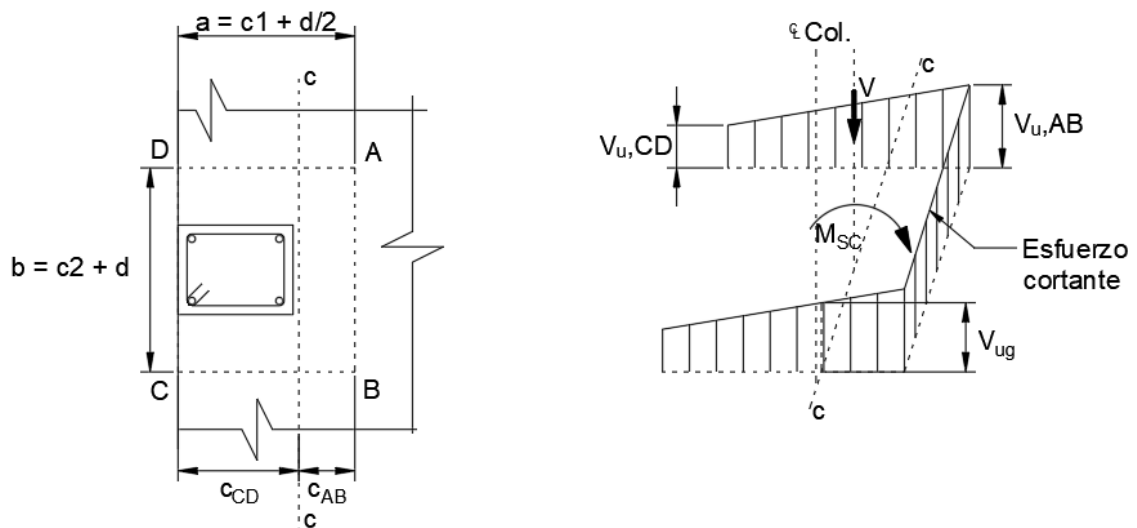 a = c1 + d/2
c
D
A
b = c2 + d
C
B
cCD
cAB
c
℄ Col.
c
V
Vu,CD
Vu,AB
MSC
Esfuerzo
cortante
Vug
c